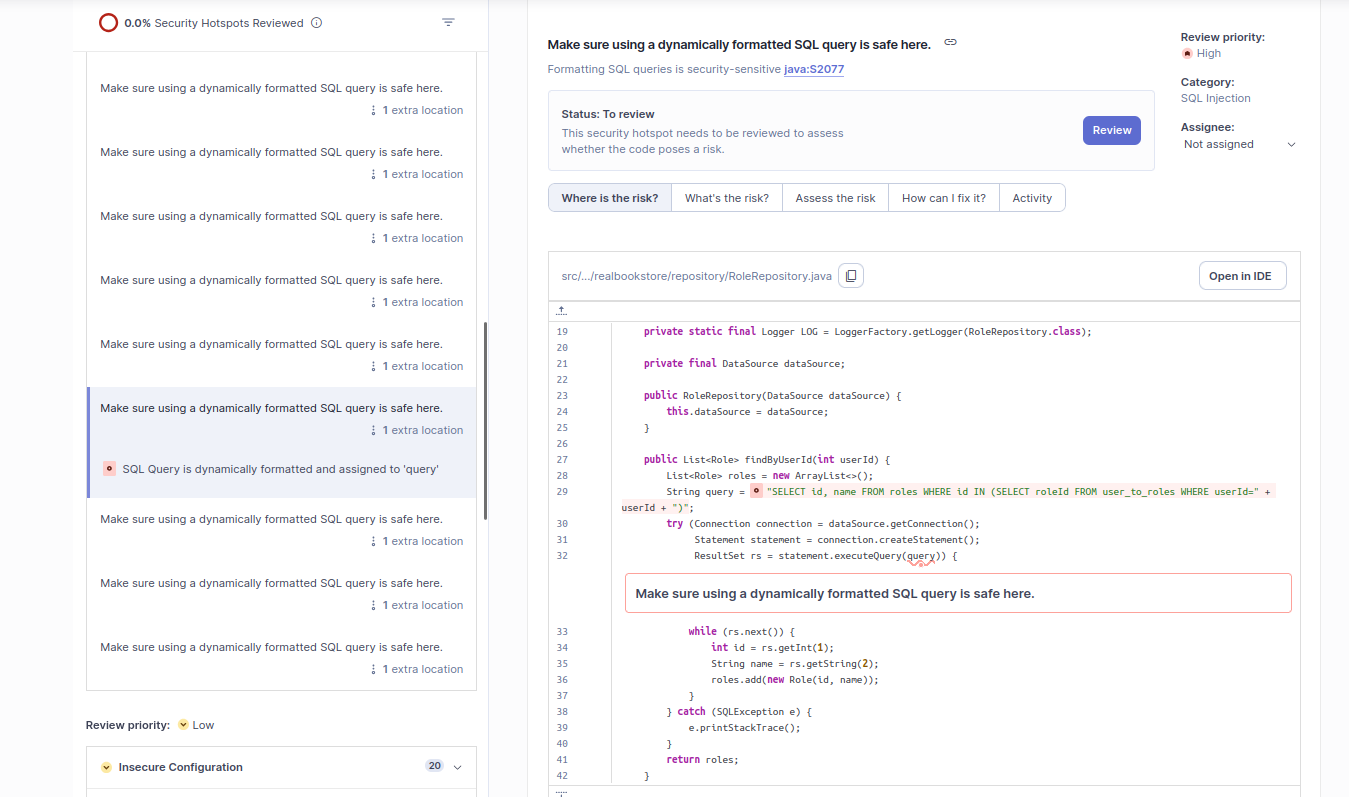 0.0% Security Hotspots Reviewed
Make sure using a dynamically formatted SQL query is safe here.
1 extra location
Make sure using a dynamically formatted SQL query is safe here.
1 extra location
Make sure using a dynamically formatted SQL query is safe here.
1 extra location
Make sure using a dynamically formatted SQL query is safe here.
1 extra location
Make sure using a dynamically formatted SQL query is safe here.
1 extra location
Make sure using a dynamically formatted SQL query is safe here.
1 extra location
SQL Query is dynamically formatted and assigned to 'query'
Make sure using a dynamically formatted SQL query is safe here.
1 extra location
Make sure using a dynamically formatted SQL query is safe here.
1 extra location
Make sure using a dynamically formatted SQL query is safe here.
1 extra location
Review priority: Low
Insecure Configuration 20
Make sure using a dynamically formatted SQL query is safe here.
Formatting SQL queries is security-sensitive java:S2077
Status: To review
This security hotspot needs to be reviewed to assess
whether the code poses a risk.
Review
Review priority:
High
Category:
SQL Injection
Assignee:
Not assigned
Where is the risk? What's the risk? Assess the risk How can I fix it? Activity
src/.../realbookstore/repository/RoleRepository.java
Open in IDE
19 private static final Logger LOG = LoggerFactory.getLogger(RoleRepository.class);
20
21 private final DataSource dataSource;
22
23 public RoleRepository(DataSource dataSource) {
24 this.dataSource = dataSource;
25 }
26
27 public List<Role> findByUserId(int userId) {
28 List<Role> roles = new ArrayList<>();
29 String query = "SELECT id, name FROM roles WHERE id IN (SELECT roleId FROM user_to_roles WHERE userId=" +
userId + ")";
30 try (Connection connection = dataSource.getConnection();
31 Statement statement = connection.createStatement();
32 ResultSet rs = statement.executeQuery(query)) {
Make sure using a dynamically formatted SQL query is safe here.
33 while (rs.next()) {
34 int id = rs.getInt(1);
35 String name = rs.getString(2);
36 roles.add(new Role(id, name));
37 }
38 } catch (SQLException e) {
39 e.printStackTrace();
40 }
41 return roles;
42 }